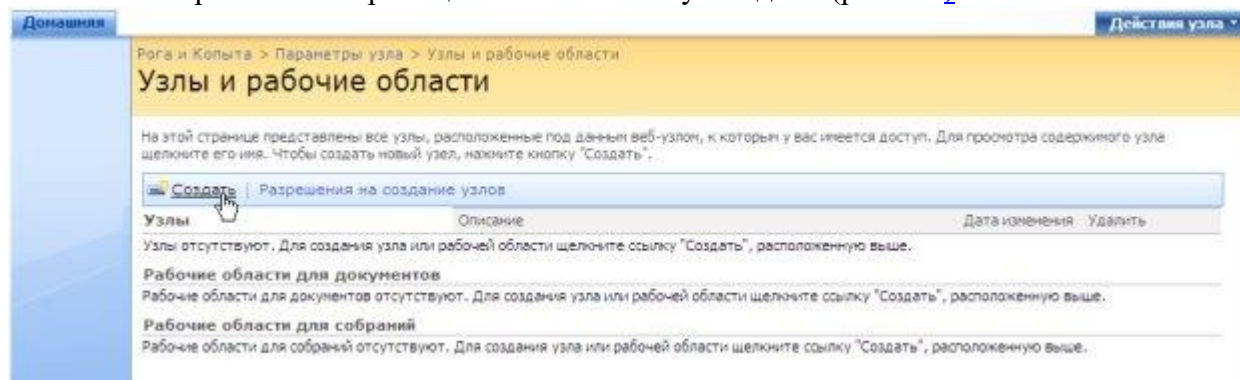 Домашняя
Действия узла
Рога и Копыта > Параметры узла > Узлы и рабочие области
Узлы и рабочие области
На этой странице представлены все узлы, расположенные под данным веб-узлом, к которым у вас имеется доступ. Для просмотра содержимого узла
щелкните его имя. Чтобы создать новый узел, нажмите кнопку "Создать".
Создать | Разрешения на создание узлов
Узлы Описание Дата изменения Удалить
Узлы отсутствуют. Для создания узла или рабочей области щелкните ссылку "Создать", расположенную выше.
Рабочие области для документов
Рабочие области для документов отсутствуют. Для создания узла или рабочей области щелкните ссылку "Создать", расположенную выше.
Рабочие области для собраний
Рабочие области для собраний отсутствуют. Для создания узла или рабочей области щелкните ссылку "Создать", расположенную выше.